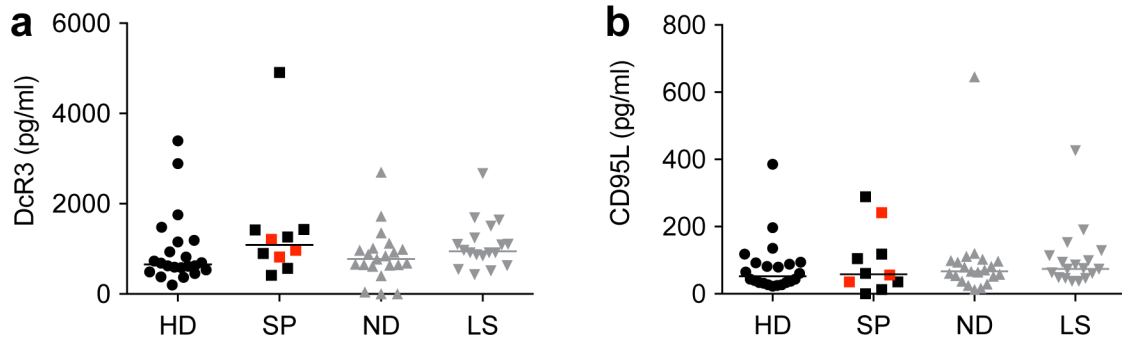 a
DcR3 (pg/ml)
6000
4000
2000
0
HD SP ND LS
b
CD95L (pg/ml)
800
600
400
200
0
HD SP ND LS